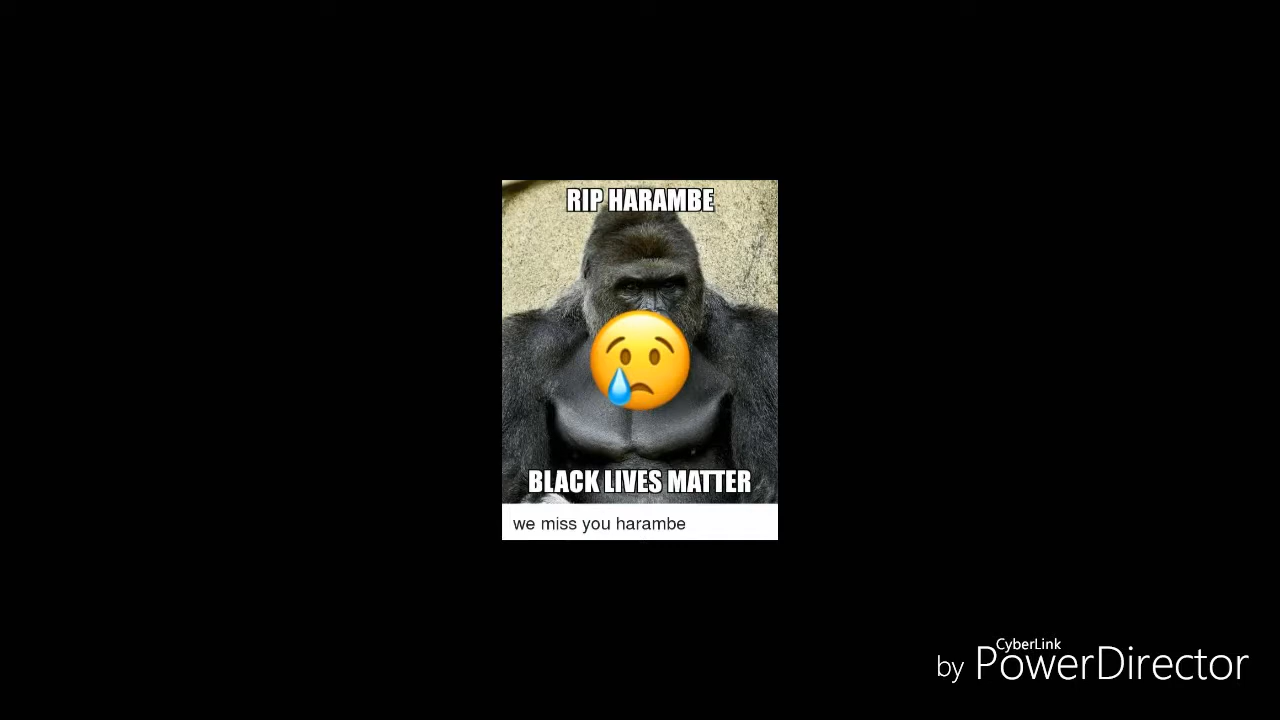 RIP HARAMBE
BLACK LIVES MATTER
we miss you harambe
CyberLink
by PowerDirector